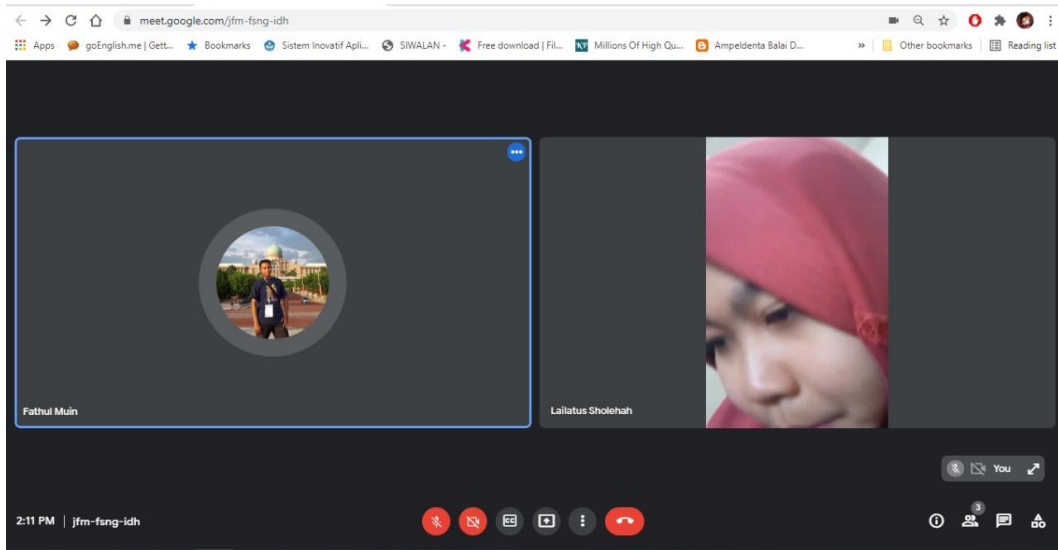 meet.google.com/jfm-fsng-idh
Apps goEnglish.me | Gett... Bookmarks Sistem Inovatif Apli... SIWALAN - Free download | Fil... Millions Of High Qu... Ampeldenta Balai D... » Other bookmarks Reading list
Fathul Muin
Lailatus Sholehah
You
2:11 PM | jfm-fsng-idh
CC
3